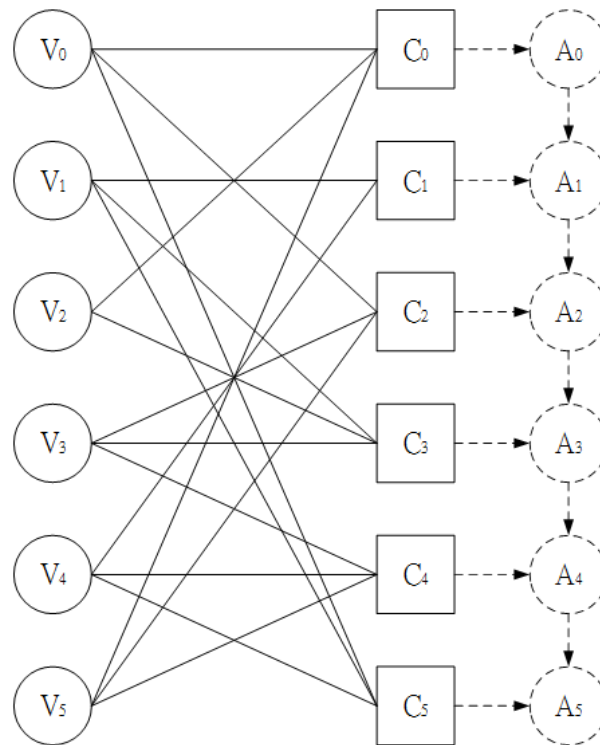 V₀ C₀ A₀
V₁ C₁ A₁
V₂ C₂ A₂
V₃ C₃ A₃
V₄ C₄ A₄
V₅ C₅ A₅